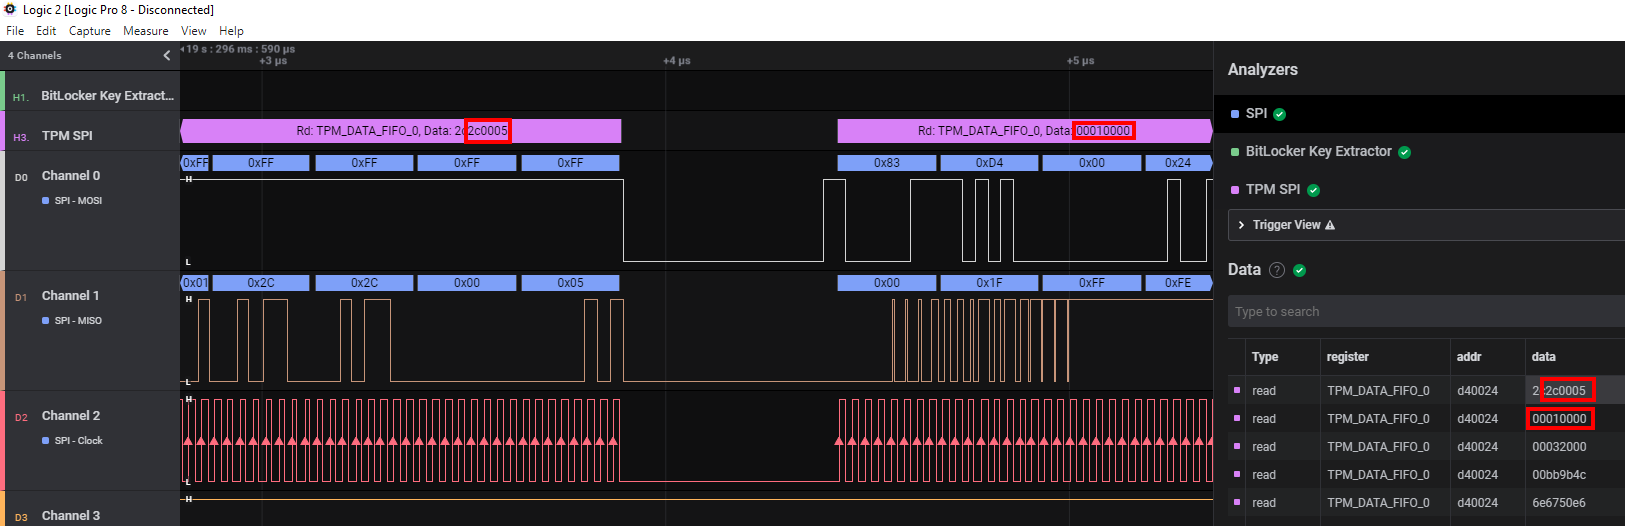 Logic 2 [Logic Pro 8 - Disconnected]
File Edit Capture Measure View Help
4 Channels
19 s : 296 ms : 590 µs
+3 µs +4 µs +5 µs
H1. BitLocker Key Extract...
H3. TPM SPI
Rd: TPM_DATA_FIFO_0, Data: 2c2c0005 Rd: TPM_DATA_FIFO_0, Data: 00010000
D0 Channel 0
SPI - MOSI
0xFF 0xFF 0xFF 0xFF 0xFF 0x83 0xD4 0x00 0x24
H
L
D1 Channel 1
SPI - MISO
0x01 0x2C 0x2C 0x00 0x05 0x00 0x1F 0xFF 0xFE
H
L
D2 Channel 2
SPI - Clock
H
L
D3 Channel 3
H
Analyzers
SPI
BitLocker Key Extractor
TPM SPI
Trigger View
Data ?
Type to search
Type register addr data
read TPM_DATA_FIFO_0 d40024 2c2c0005
read TPM_DATA_FIFO_0 d40024 00010000
read TPM_DATA_FIFO_0 d40024 00032000
read TPM_DATA_FIFO_0 d40024 00bb9b4c
read TPM_DATA_FIFO_0 d40024 6e6750e6